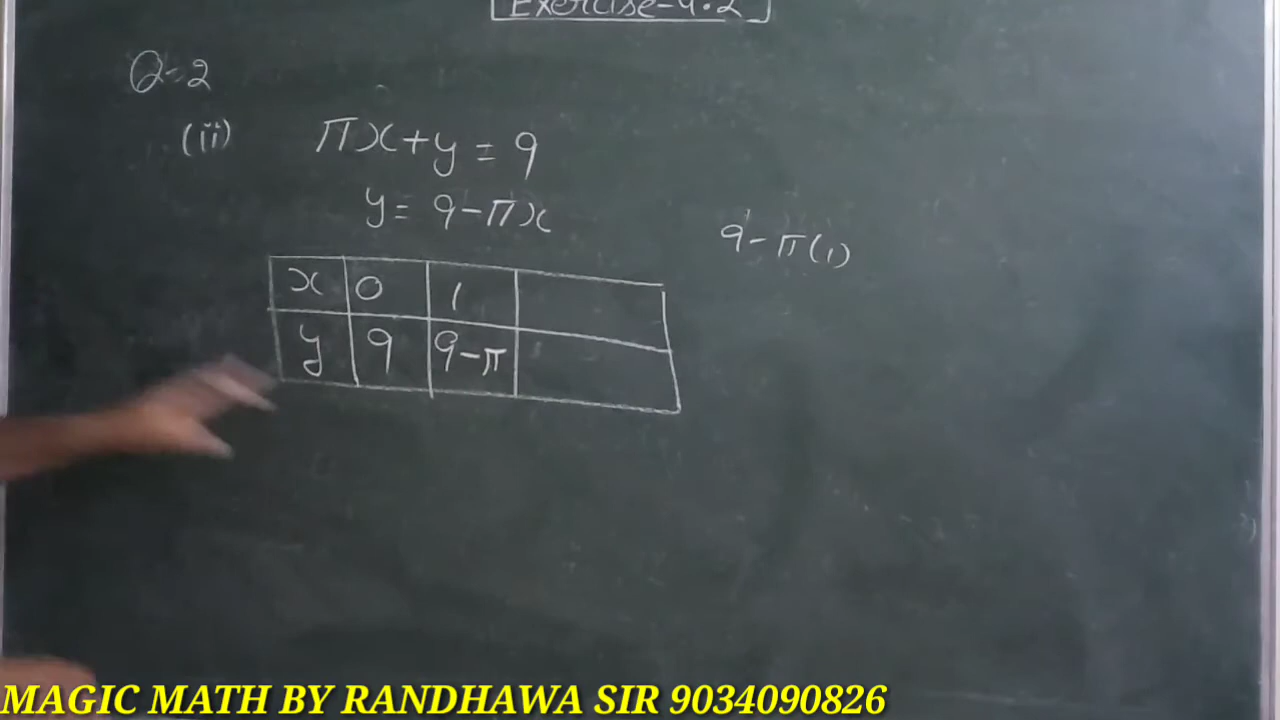 Exercise-4.2
Q-2
(ii) πx+y=9
y=9-πx
9-π(1)
x 0 1
y 9 9-π
MAGIC MATH BY RANDHAWA SIR 9034090826